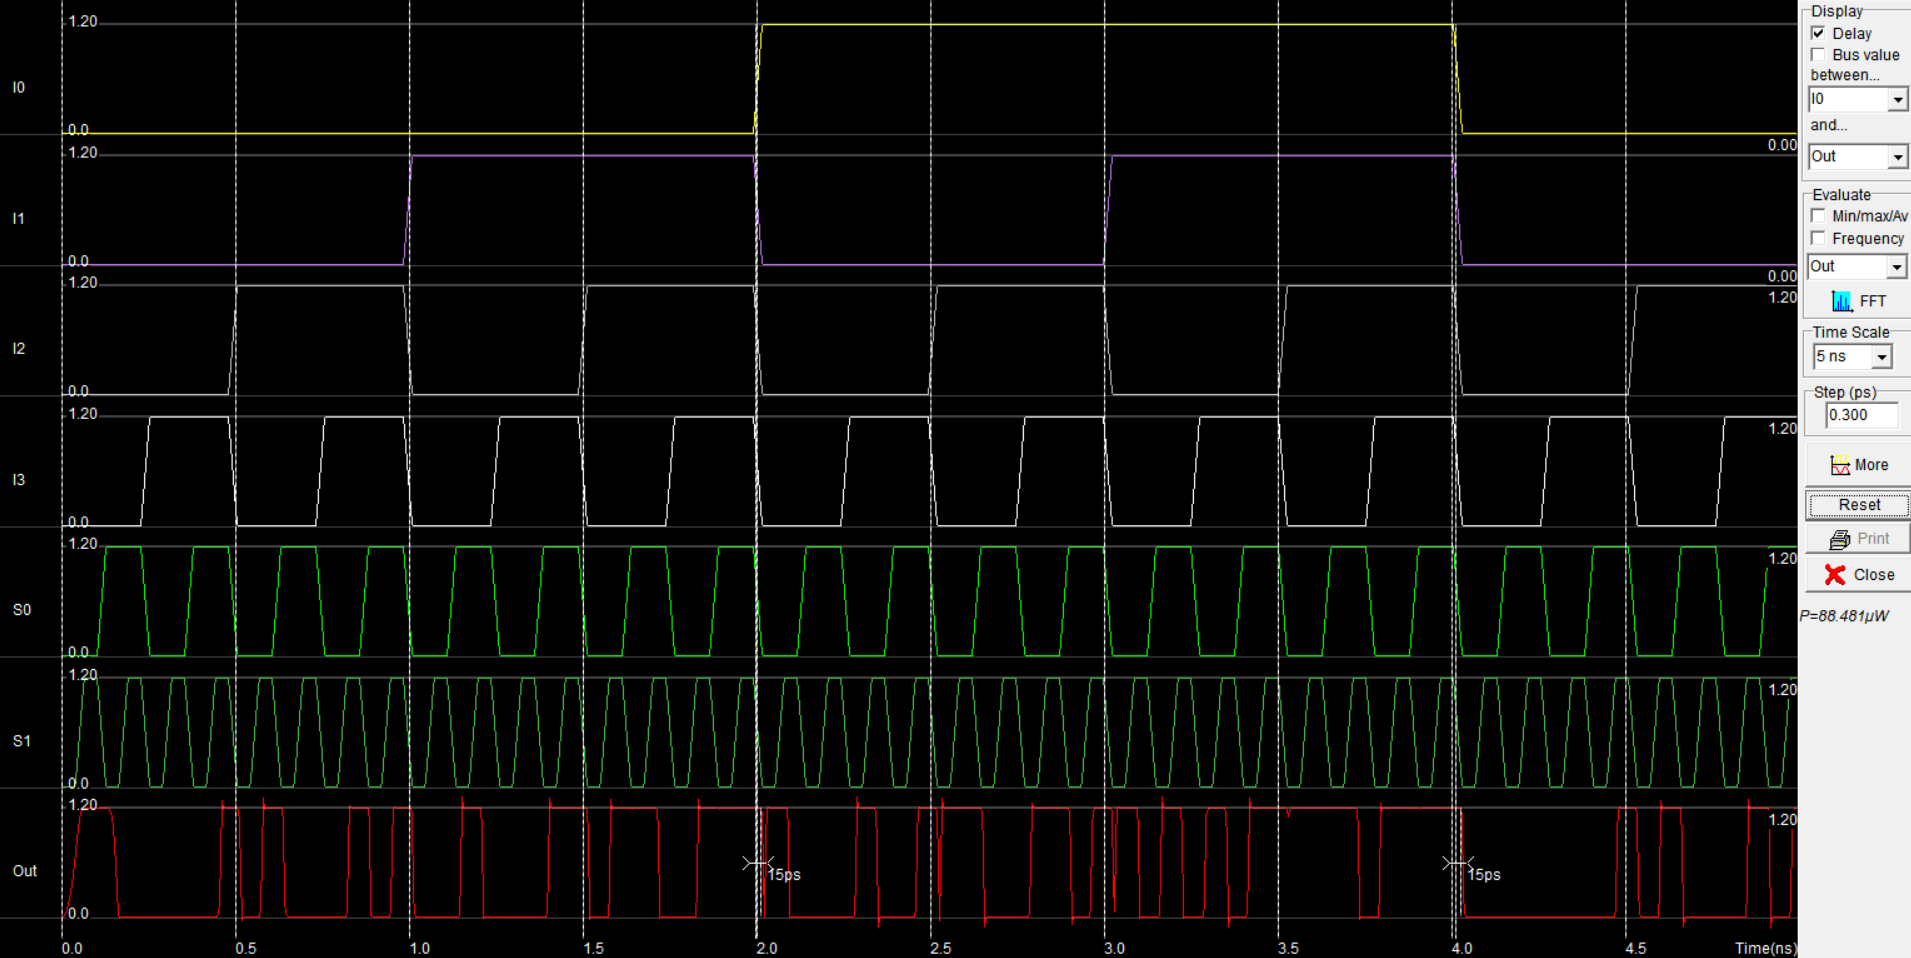 1.20
I0
0.0
0.00
1.20
I1
0.0
0.00
1.20
1.20
I2
0.0
1.20
1.20
I3
0.0
1.20
1.20
S0
0.0
1.20
1.20
S1
0.0
1.20
1.20
Out
15ps
15ps
0.0
0.0 0.5 1.0 1.5 2.0 2.5 3.0 3.5 4.0 4.5 Time(ns)
Display
Delay
Bus value
between...
I0
and...
Out
Evaluate
Min/max/Av
Frequency
Out
FFT
Time Scale
5 ns
Step (ps)
0.300
More
Reset
Print
Close
P=88.481µW